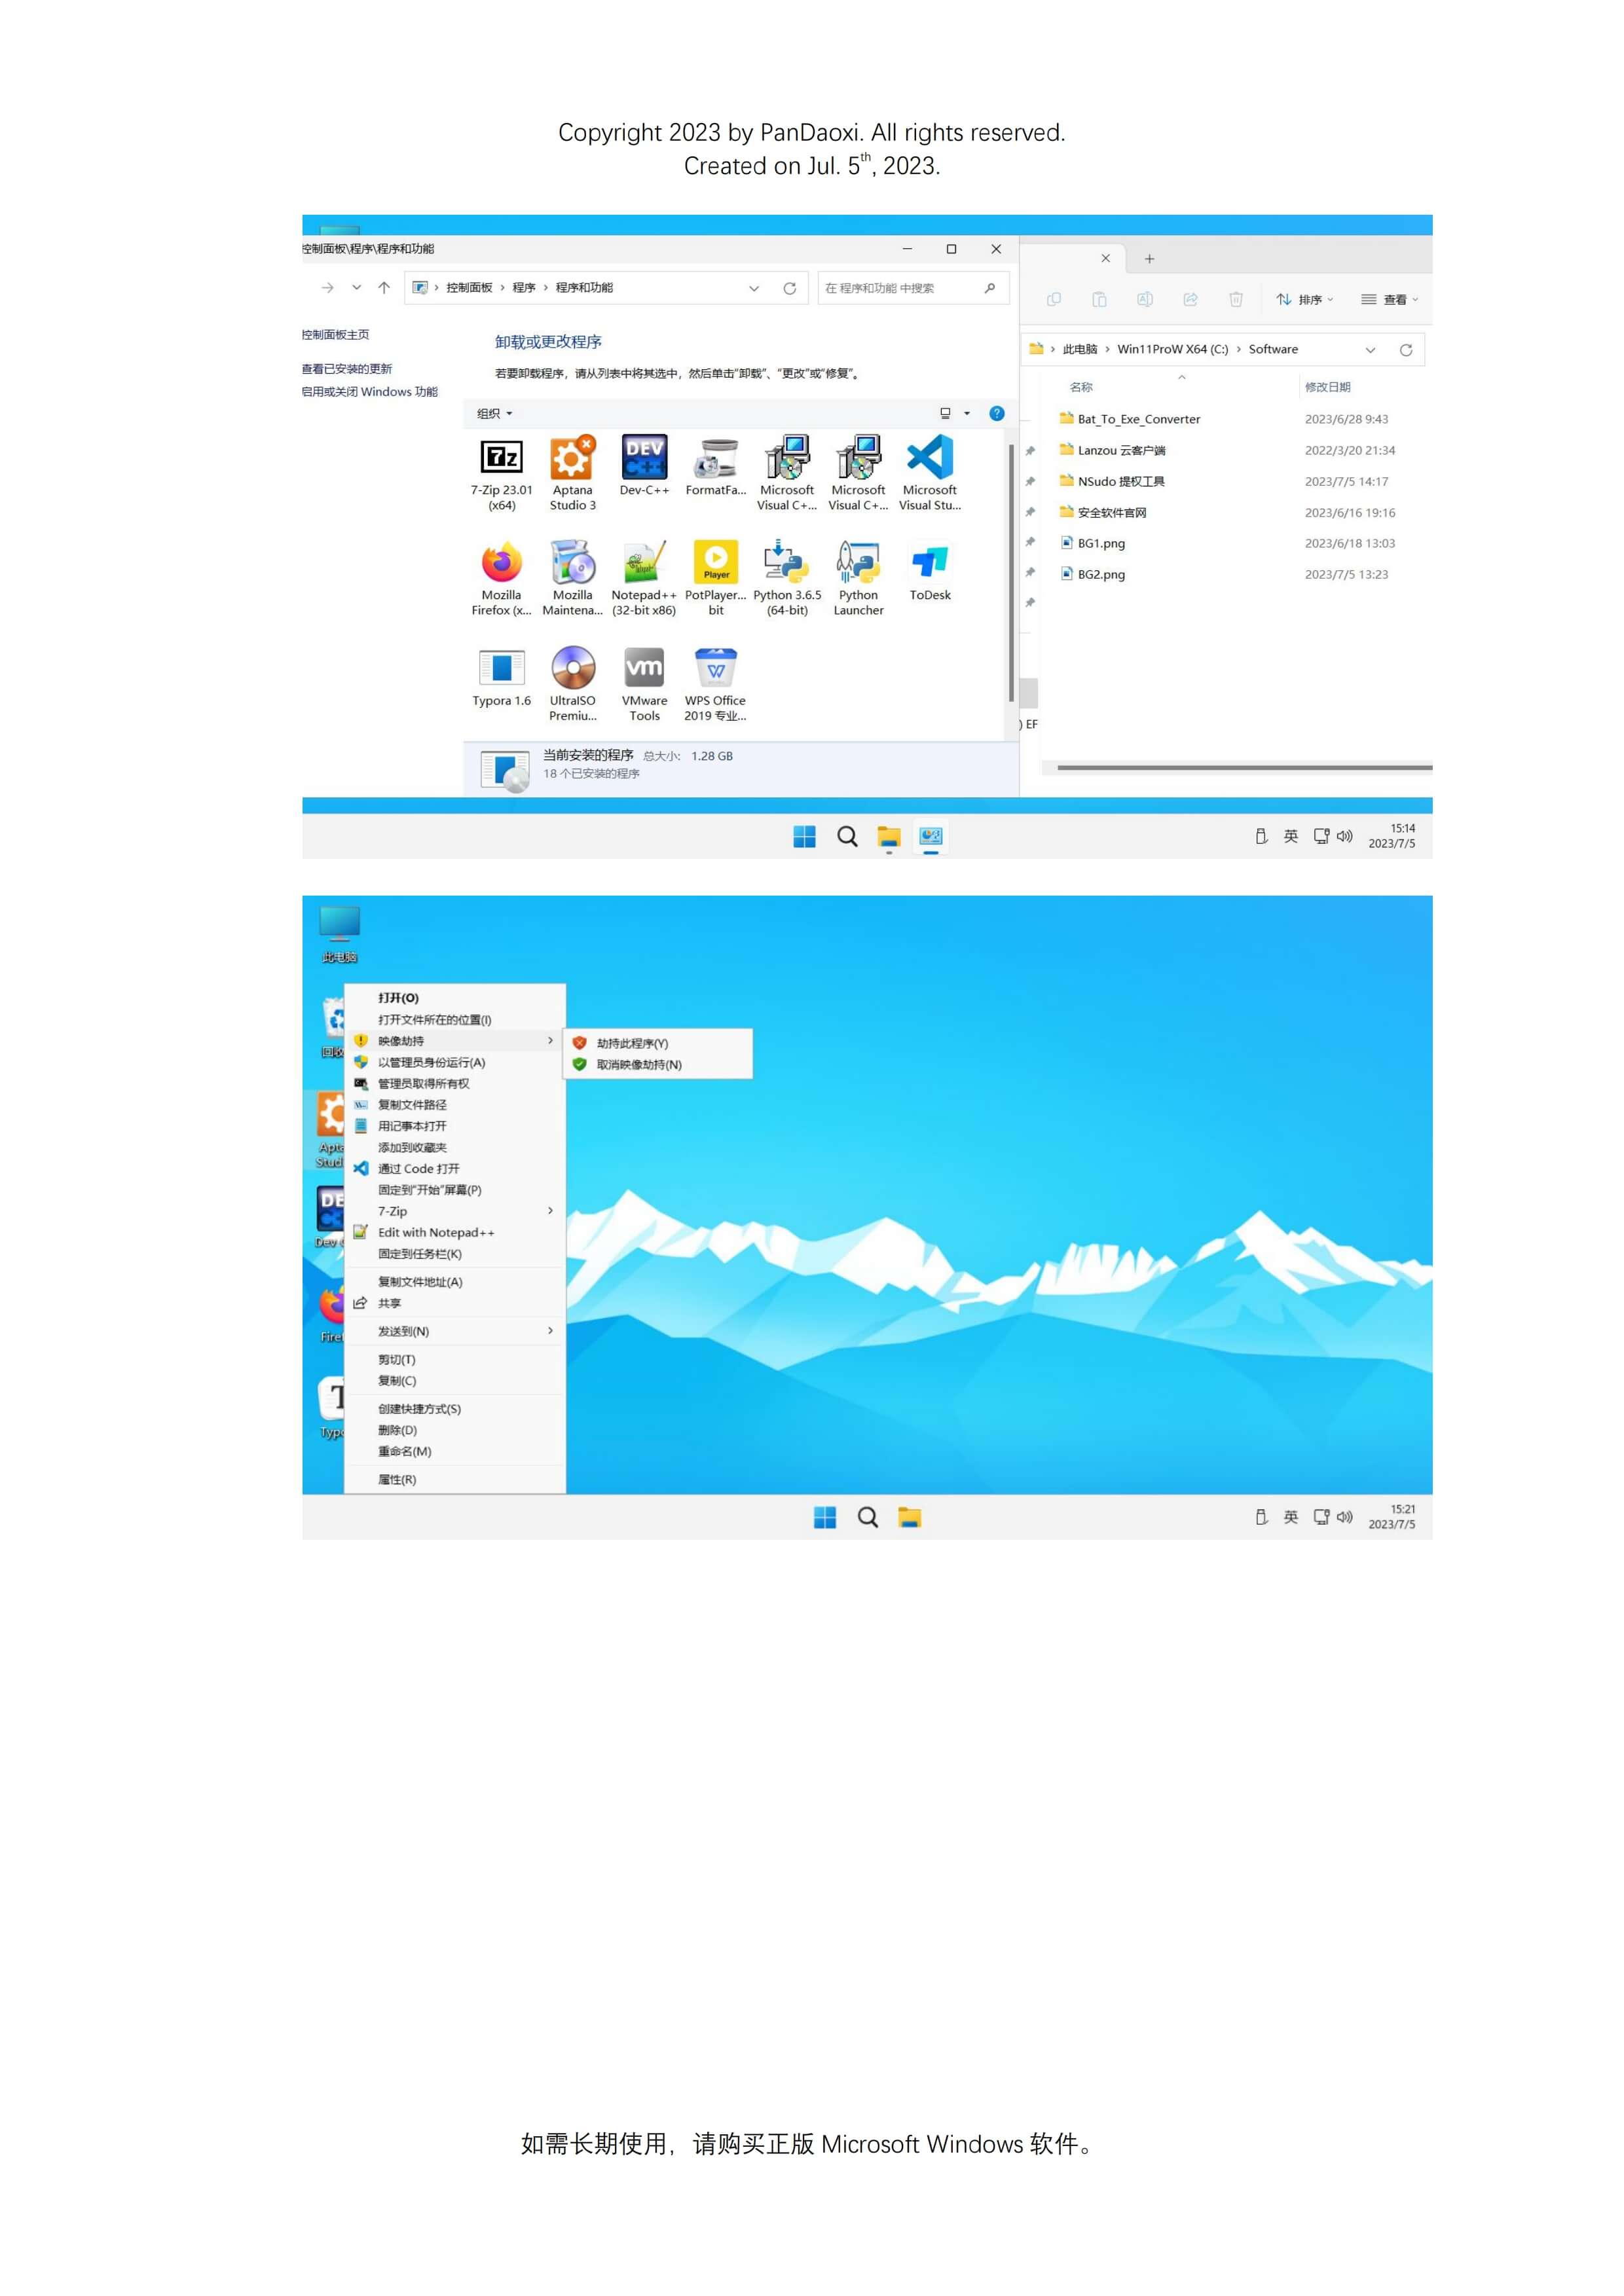 Copyright 2023 by PanDaoxi. All rights reserved.
Created on Jul. 5th, 2023.
控制面板\程序\程序和功能
控制面板 › 程序 › 程序和功能
在 程序和功能 中搜索
控制面板主页
查看已安装的更新
启用或关闭 Windows 功能
卸载或更改程序
若要卸载程序，请从列表中将其选中，然后单击“卸载”、“更改”或“修复”。
组织
7-Zip 23.01 (x64)
Aptana Studio 3
DEV C++
Dev-C++
FormatFa...
Microsoft Visual C+...
Microsoft Visual C+...
Microsoft Visual Stu...
Mozilla Firefox (x...
Mozilla Maintena...
Notepad++ (32-bit x86)
Player
PotPlayer... bit
Python 3.6.5 (64-bit)
Python Launcher
ToDesk
Typora 1.6
UltraISO Premiu...
vm
VMware Tools
WPS Office 2019 专业...
当前安装的程序 总大小: 1.28 GB
18 个已安装的程序
排序
查看
此电脑 › Win11ProW X64 (C:) › Software
名称 修改日期
Bat_To_Exe_Converter 2023/6/28 9:43
Lanzou 云客户端 2022/3/20 21:34
NSudo 提权工具 2023/7/5 14:17
安全软件官网 2023/6/16 19:16
BG1.png 2023/6/18 13:03
BG2.png 2023/7/5 13:23
) EF
英
15:14
2023/7/5
此电脑
打开(O)
打开文件所在的位置(I)
映像劫持
劫持此程序(Y)
取消映像劫持(N)
以管理员身份运行(A)
管理员取得所有权
复制文件路径
用记事本打开
添加到收藏夹
通过 Code 打开
固定到"开始"屏幕(P)
7-Zip
Edit with Notepad++
固定到任务栏(K)
复制文件地址(A)
共享
发送到(N)
剪切(T)
复制(C)
创建快捷方式(S)
删除(D)
重命名(M)
属性(R)
英
15:21
2023/7/5
如需长期使用，请购买正版 Microsoft Windows 软件。